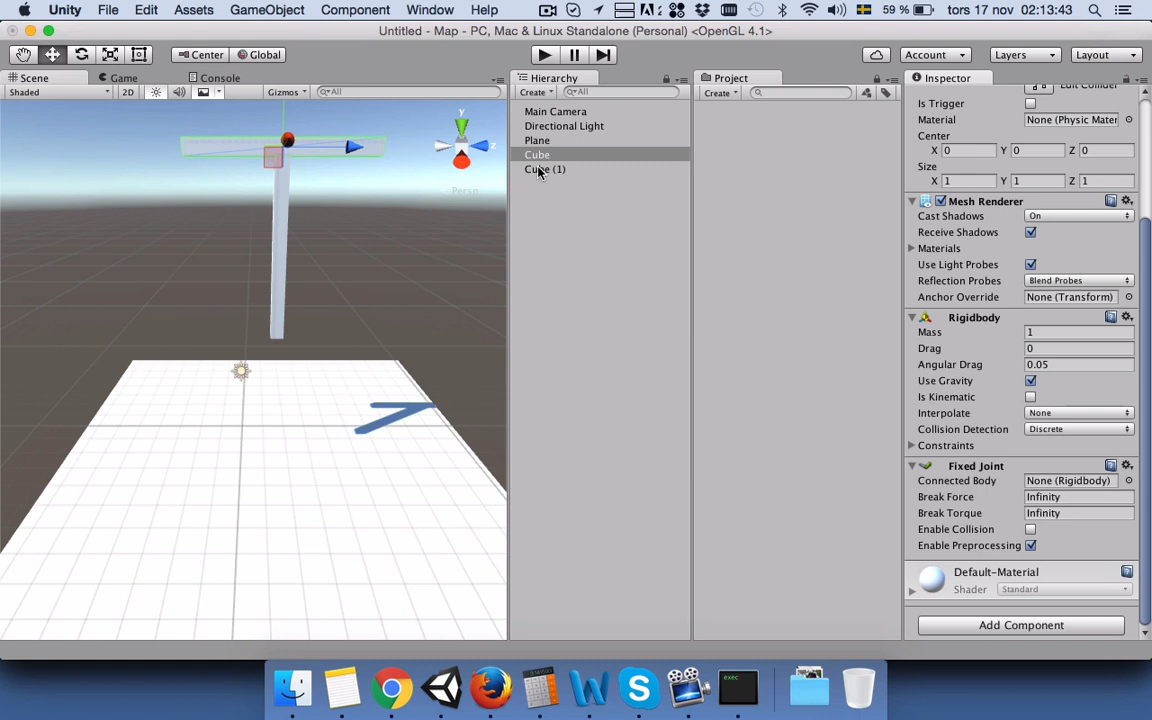 Unity File Edit Assets GameObject Component Window Help 59 % tors 17 nov 02:13:43
Untitled - Map - PC, Mac & Linux Standalone (Personal) <OpenGL 4.1>
Center Global Account Layers Layout
Scene Game Console Hierarchy Project Inspector
Shaded 2D Gizmos All Create All Create
Edit Collider
Is Trigger
Material None (Physic Mater
Center
X 0 Y 0 Z 0
Size
X 1 Y 1 Z 1
Main Camera
Directional Light
Plane
Cube
Cube (1)
y
z
Persp
Mesh Renderer
Cast Shadows On
Receive Shadows
Materials
Use Light Probes
Reflection Probes Blend Probes
Anchor Override None (Transform)
Rigidbody
Mass 1
Drag 0
Angular Drag 0.05
Use Gravity
Is Kinematic
Interpolate None
Collision Detection Discrete
Constraints
Fixed Joint
Connected Body None (Rigidbody)
Break Force Infinity
Break Torque Infinity
Enable Collision
Enable Preprocessing
Default-Material
Shader Standard
Add Component
exec